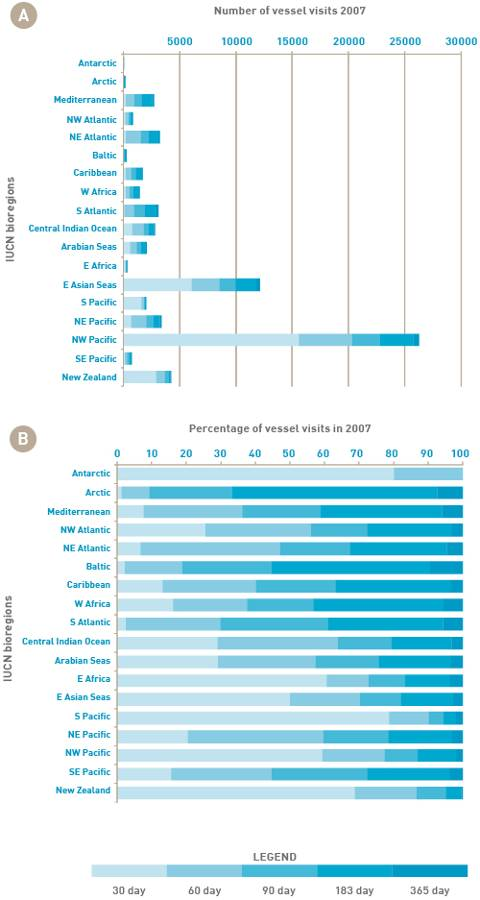 A
Number of vessel visits 2007
5000 10000 15000 20000 25000 30000
IUCN bioregions
Antarctic
Arctic
Mediterranean
NW Atlantic
NE Atlantic
Baltic
Caribbean
W Africa
S Atlantic
Central Indian Ocean
Arabian Seas
E Africa
E Asian Seas
S Pacific
NE Pacific
NW Pacific
SE Pacific
New Zealand
B
Percentage of vessel visits in 2007
0 10 20 30 40 50 60 70 80 90 100
IUCN bioregions
Antarctic
Arctic
Mediterranean
NW Atlantic
NE Atlantic
Baltic
Caribbean
W Africa
S Atlantic
Central Indian Ocean
Arabian Seas
E Africa
E Asian Seas
S Pacific
NE Pacific
NW Pacific
SE Pacific
New Zealand
LEGEND
30 day 60 day 90 day 183 day 365 day